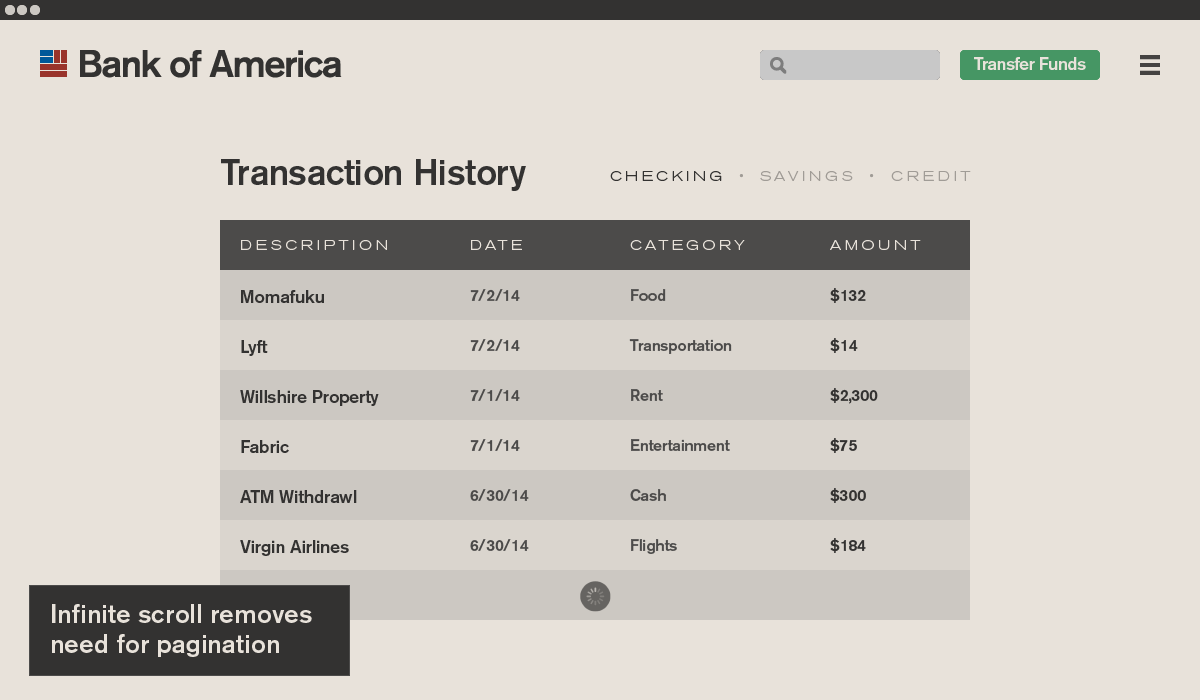 Bank of America
Transfer Funds
Transaction History
CHECKING • SAVINGS • CREDIT
DESCRIPTION DATE CATEGORY AMOUNT
Momafuku 7/2/14 Food $132
Lyft 7/2/14 Transportation $14
Willshire Property 7/1/14 Rent $2,300
Fabric 7/1/14 Entertainment $75
ATM Withdrawl 6/30/14 Cash $300
Virgin Airlines 6/30/14 Flights $184
Infinite scroll removes
need for pagination